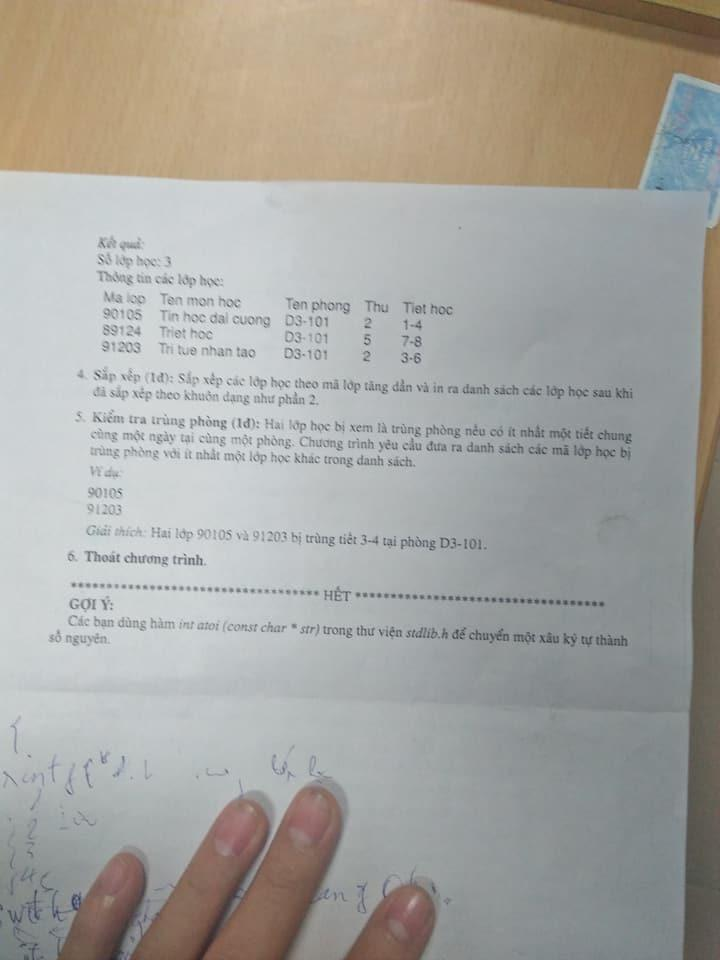 Kết quả:
Số lớp học: 3
Thông tin các lớp học:
Ma lop Ten mon hoc Ten phong Thu Tiet hoc
90105 Tin hoc dai cuong D3-101 2 1-4
89124 Triet hoc D3-101 5 7-8
91203 Tri tue nhan tao D3-101 2 3-6
4. Sắp xếp (1đ): Sắp xếp các lớp học theo mã lớp tăng dần và in ra danh sách các lớp học sau khi
đã sắp xếp theo khuôn dạng như phần 2.
5. Kiểm tra trùng phòng (1đ): Hai lớp học bị xem là trùng phòng nếu có ít nhất một tiết chung
cùng một ngày tại cùng một phòng. Chương trình yêu cầu đưa ra danh sách các mã lớp học bị
trùng phòng với ít nhất một lớp học khác trong danh sách.
Ví dụ:
90105
91203
Giải thích: Hai lớp 90105 và 91203 bị trùng tiết 3-4 tại phòng D3-101.
6. Thoát chương trình.
*********************************** HẾT ***********************************
GỢI Ý:
Các bạn dùng hàm int atoi (const char * str) trong thư viện stdlib.h để chuyển một xâu ký tự thành
số nguyên.